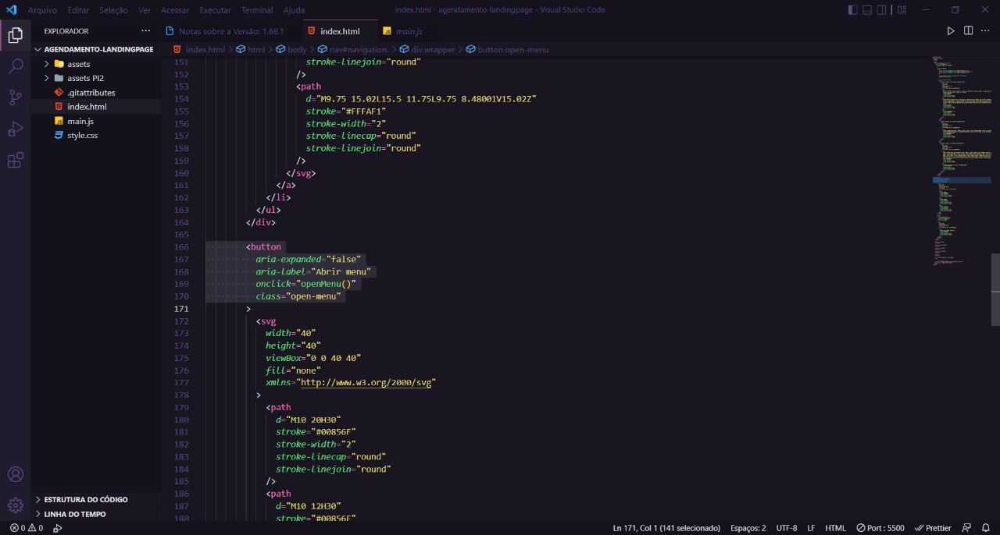 Arquivo Editar Seleção Ver Acessar Executar Terminal Ajuda
index.html - agendamento-landingpage - Visual Studio Code
EXPLORADOR
Notas sobre a Versão: 1.68.1
index.html
main.js
AGENDAMENTO-LANDINGPAGE
index.html > html > body > nav#navigation. > div.wrapper > button.open-menu
assets
assets PI2
.gitattributes
index.html
main.js
style.css
151 stroke-linejoin="round"
152 />
153 <path
154 d="M9.75 15.02L15.5 11.75L9.75 8.48001V15.02Z"
155 stroke="#FFFAF1"
156 stroke-width="2"
157 stroke-linecap="round"
158 stroke-linejoin="round"
159 />
160 </svg>
161 </a>
162 </li>
163 </ul>
164 </div>
165
166 <button
167 aria-expanded="false"
168 aria-label="Abrir menu"
169 onclick="openMenu()"
170 class="open-menu"
171 >
172 <svg
173 width="40"
174 height="40"
175 viewBox="0 0 40 40"
176 fill="none"
177 xmlns="http://www.w3.org/2000/svg"
178 >
179 <path
180 d="M10 20H30"
181 stroke="#00856F"
182 stroke-width="2"
183 stroke-linecap="round"
184 stroke-linejoin="round"
185 />
186 <path
187 d="M10 12H30"
188 stroke="#00856F"
ESTRUTURA DO CÓDIGO
LINHA DO TEMPO
0 0
Ln 171, Col 1 (141 selecionado) Espaços: 2 UTF-8 LF HTML Port : 5500 Prettier